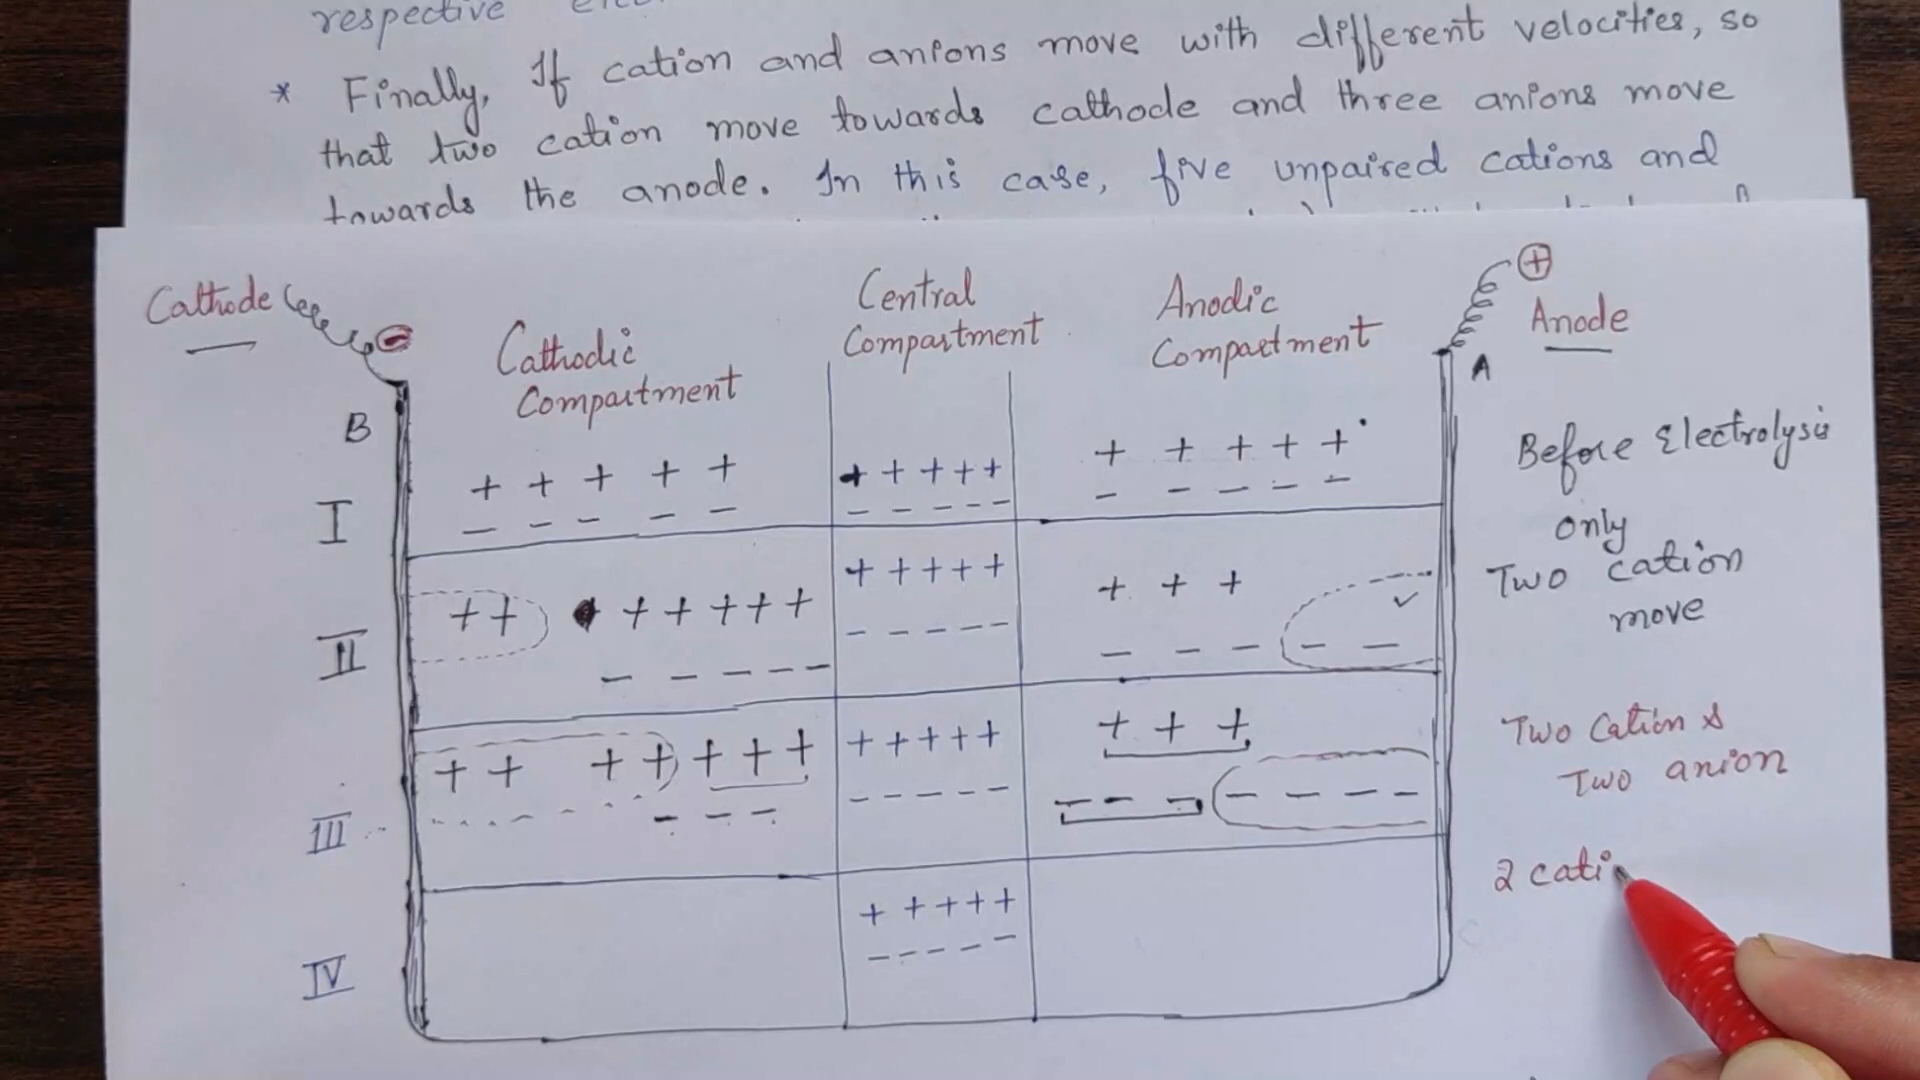 respective
* Finally, If cation and anions move with different velocities, so
that two cation move towards cathode and three anions move
towards the anode. In this case, five unpaired cations and
Cathode
Cathodic
Compartment
Central
Compartment
Anodic
Compartment
+
Anode
-
B
A
I
+ + + + +
- - - - -
+ + + + +
- - - - -
+ + + + +
- - - - -
Before Electrolysis
II
+ + + + + + +
- - - - -
+ + + + +
- - - - -
+ + +
- - - - -
only
Two cation
move
III
+ + + + + + +
- - -
+ + + + +
- - - - -
+ + +
- - - - - - -
Two Cation &
Two anion
IV
+ + + + +
- - - - -
2 cati